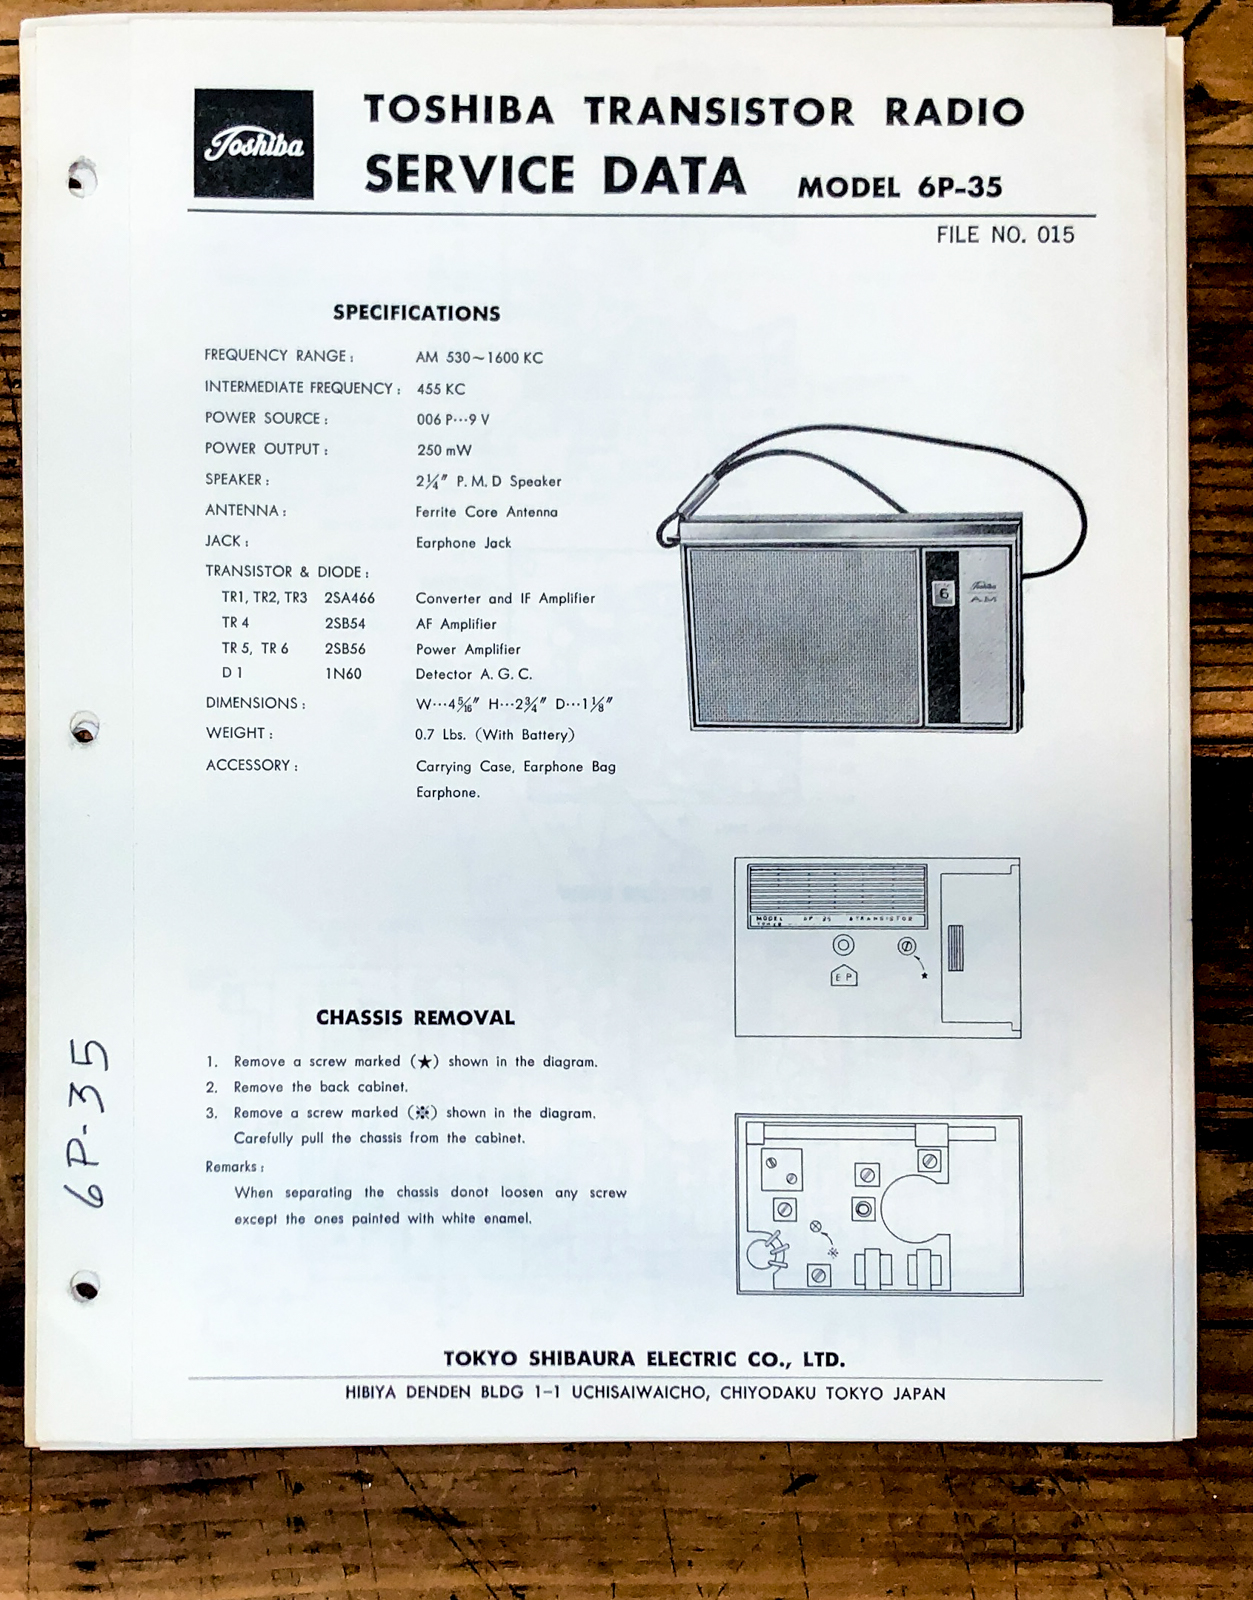 Toshiba
TOSHIBA TRANSISTOR RADIO
SERVICE DATA MODEL 6P-35
FILE NO. 015
SPECIFICATIONS
FREQUENCY RANGE: AM 530~1600 KC
INTERMEDIATE FREQUENCY: 455 KC
POWER SOURCE: 006 P···9 V
POWER OUTPUT: 250 mW
SPEAKER: 2¼″ P. M. D Speaker
ANTENNA: Ferrite Core Antenna
JACK: Earphone Jack
TRANSISTOR & DIODE:
TR1, TR2, TR3 2SA466 Converter and IF Amplifier
TR 4 2SB54 AF Amplifier
TR 5, TR 6 2SB56 Power Amplifier
D 1 1N60 Detector A. G. C.
DIMENSIONS: W···4 5/16″ H···2¾″ D···1⅛″
WEIGHT: 0.7 Lbs. (With Battery)
ACCESSORY: Carrying Case, Earphone Bag
Earphone.
6
Toshiba
AM
MODEL 6P-25 6TRANSISTOR
EP
★
CHASSIS REMOVAL
1. Remove a screw marked (★) shown in the diagram.
2. Remove the back cabinet.
3. Remove a screw marked (※) shown in the diagram.
Carefully pull the chassis from the cabinet.
Remarks:
When separating the chassis donot loosen any screw
except the ones painted with white enamel.
※
6P-35
TOKYO SHIBAURA ELECTRIC CO., LTD.
HIBIYA DENDEN BLDG 1-1 UCHISAIWAICHO, CHIYODAKU TOKYO JAPAN